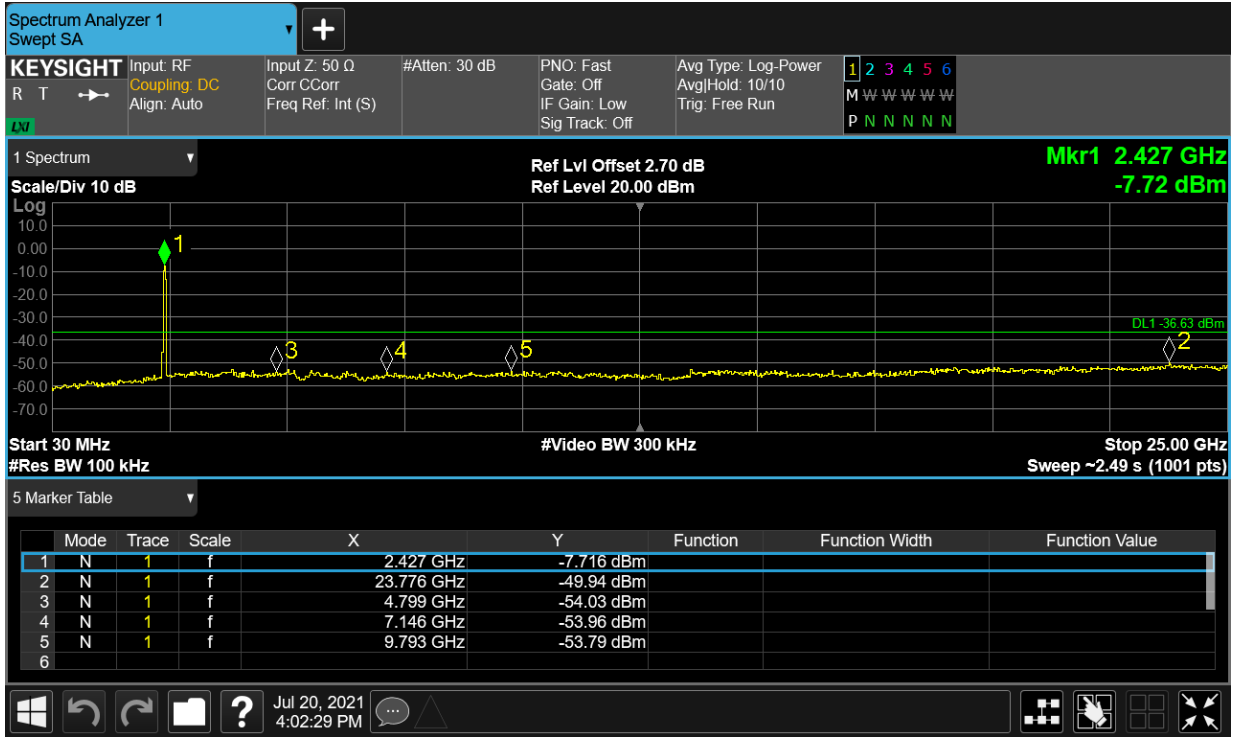 Spectrum Analyzer 1
Swept SA
KEYSIGHT
R T
LXI
Input: RF
Coupling: DC
Align: Auto
Input Z: 50 Ω
Corr CCorr
Freq Ref: Int (S)
#Atten: 30 dB
PNO: Fast
Gate: Off
IF Gain: Low
Sig Track: Off
Avg Type: Log-Power
Avg|Hold: 10/10
Trig: Free Run
1 2 3 4 5 6
M W W W W W
P N N N N N
1 Spectrum
Scale/Div 10 dB
Ref Lvl Offset 2.70 dB
Ref Level 20.00 dBm
Mkr1 2.427 GHz
-7.72 dBm
Log
10.0
0.00
-10.0
-20.0
-30.0
-40.0
-50.0
-60.0
-70.0
1
3
4
5
DL1 -36.63 dBm
2
Start 30 MHz
#Video BW 300 kHz
Stop 25.00 GHz
#Res BW 100 kHz
Sweep ~2.49 s (1001 pts)
5 Marker Table
Mode Trace Scale X Y Function Function Width Function Value
1 N 1 f 2.427 GHz -7.716 dBm
2 N 1 f 23.776 GHz -49.94 dBm
3 N 1 f 4.799 GHz -54.03 dBm
4 N 1 f 7.146 GHz -53.96 dBm
5 N 1 f 9.793 GHz -53.79 dBm
6
?
Jul 20, 2021
4:02:29 PM